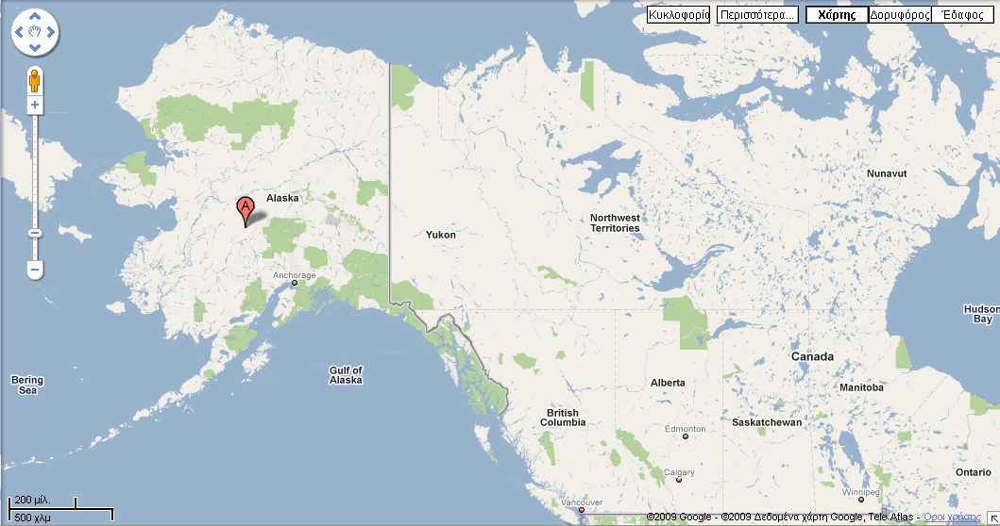 Κυκλοφορία
Περισσότερα...
Χάρτης
Δορυφόρος
Έδαφος
A
Alaska
Nunavut
Northwest
Territories
Yukon
Anchorage
Hudson
Bay
Gulf of
Alaska
Bering
Sea
Canada
Alberta
Manitoba
British
Columbia
Saskatchewan
Edmonton
Calgary
Ontario
Winnipeg
Vancouver
200 μίλ.
500 χλμ
©2009 Google - ©2009 Δεδομένα χάρτη Google, Tele Atlas - Όροι χρήσης